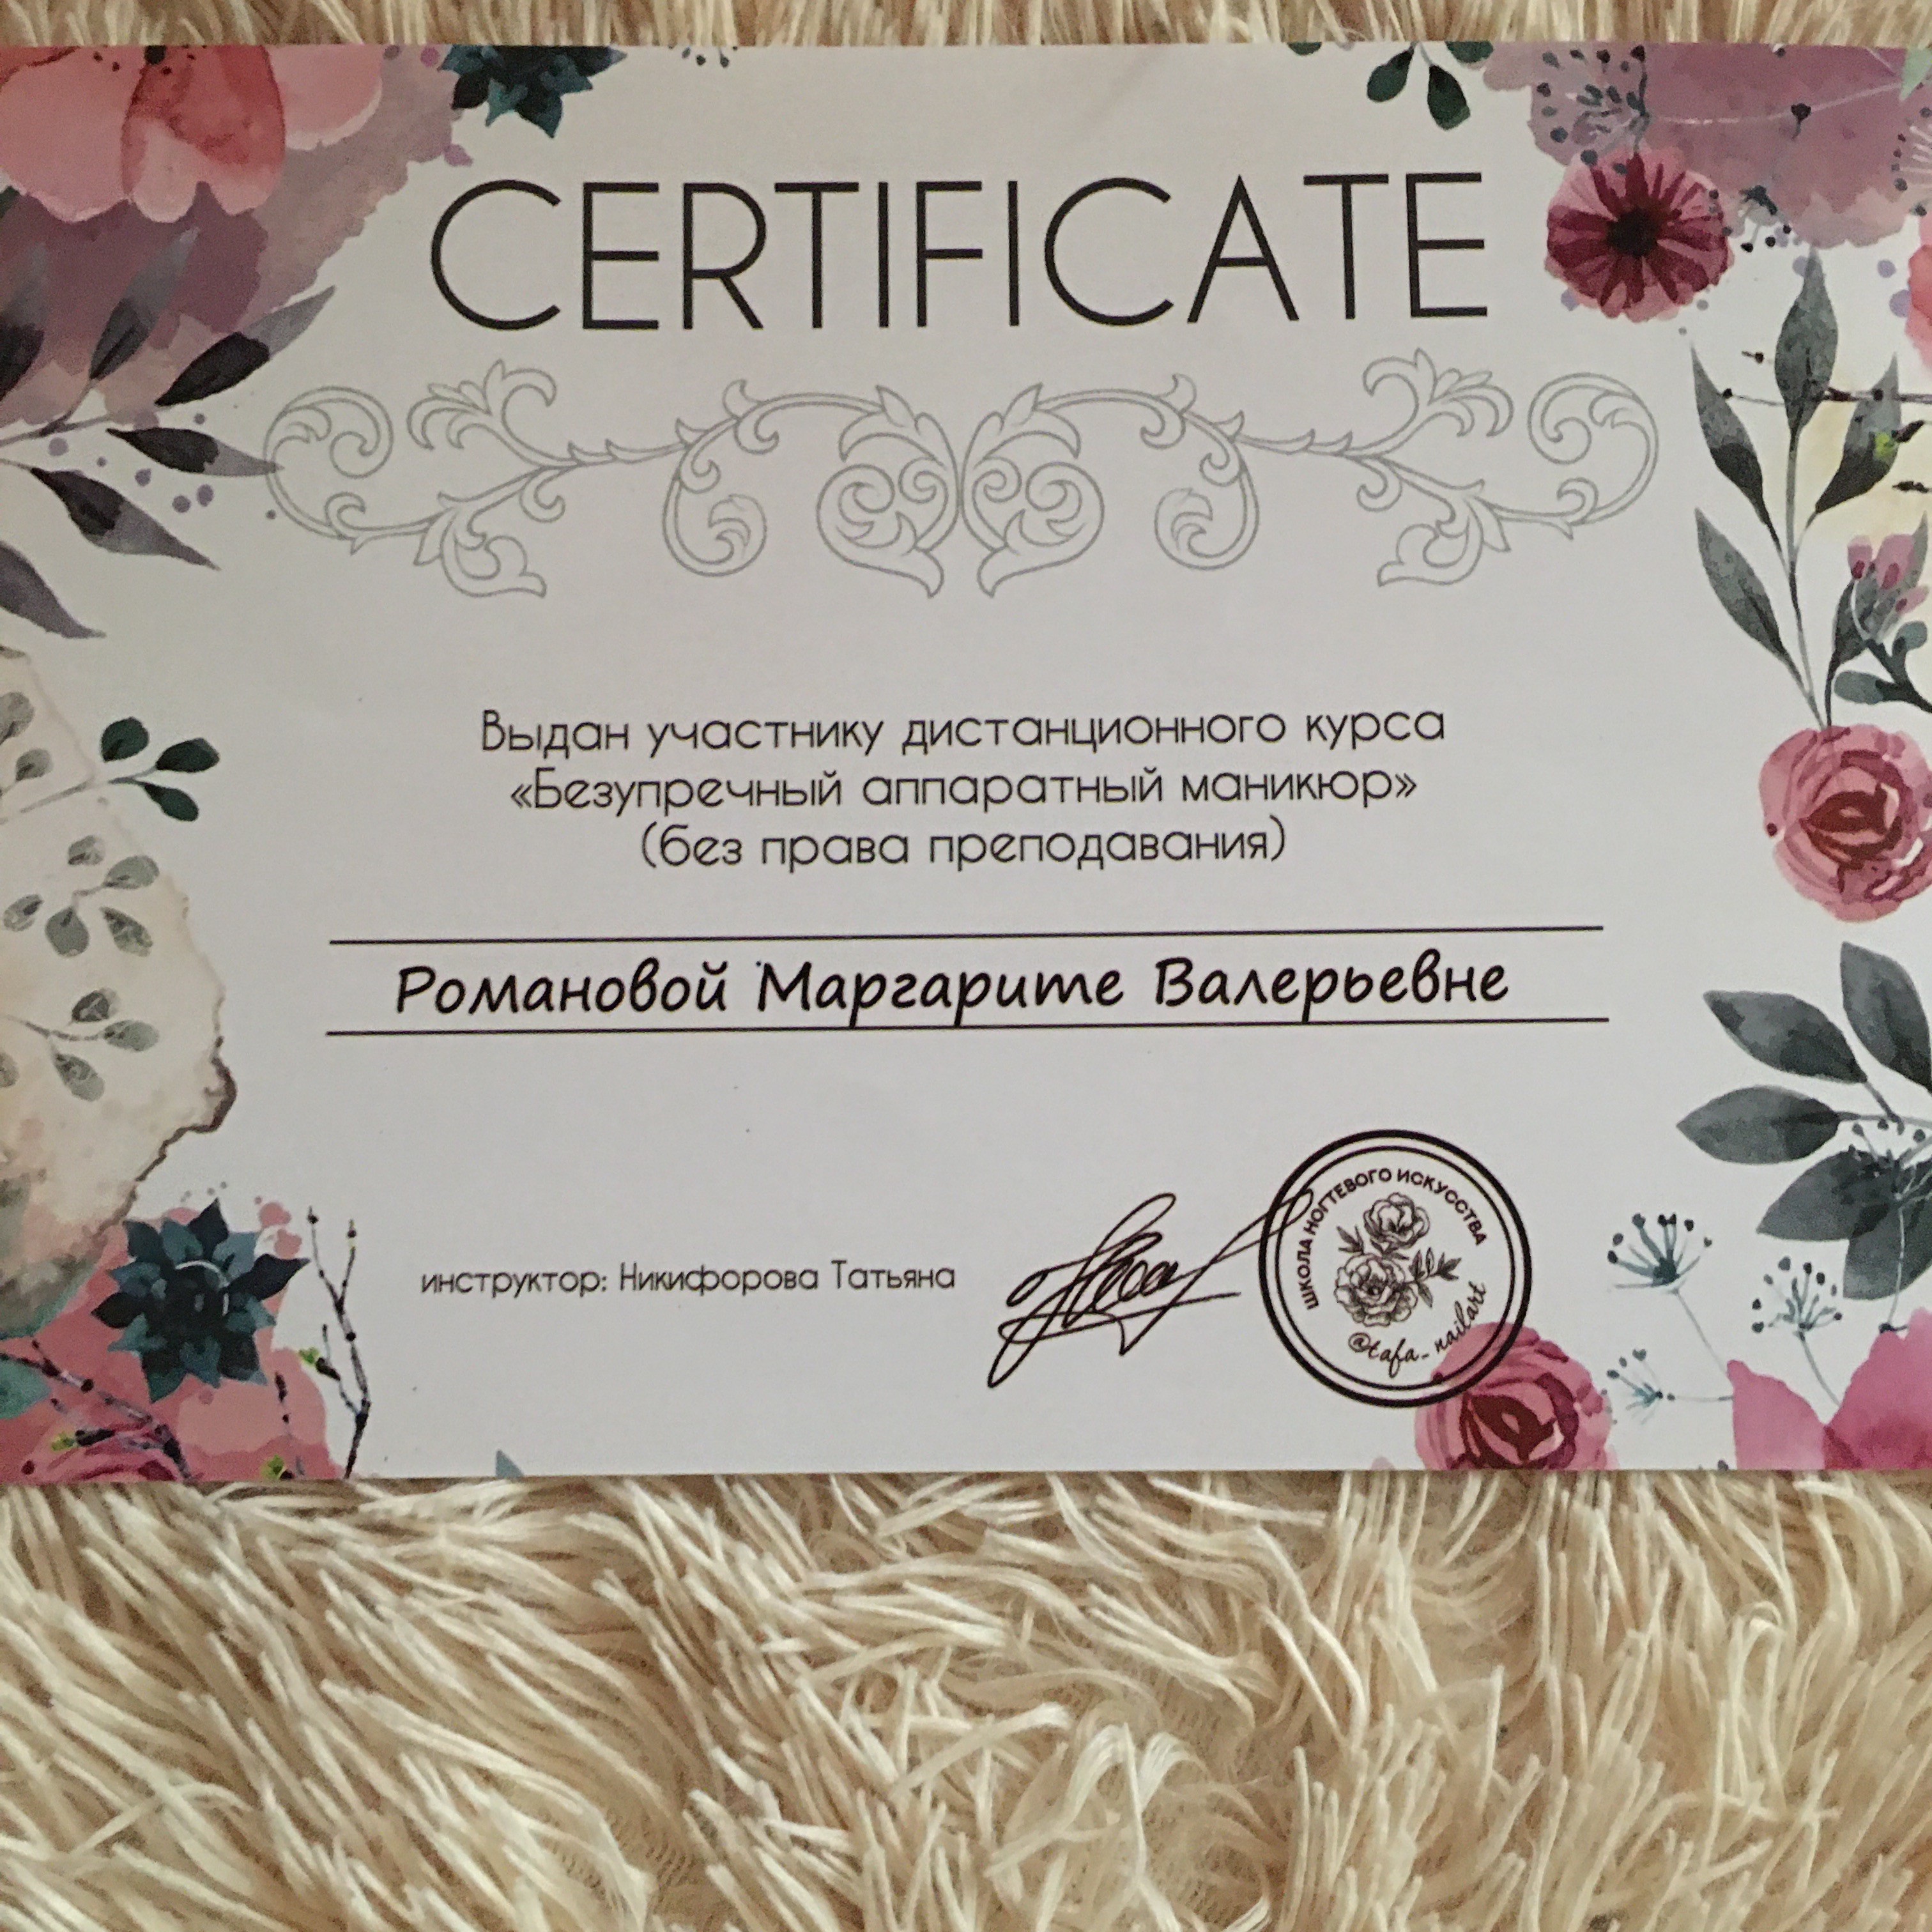 CERTIFICATE
Выдан участнику дистанционного курса
«Безупречный аппаратный маникюр»
(без права преподавания)
Романовой Маргарите Валерьевне
инструктор: Никифорова Татьяна
ШКОЛА НОГТЕВОГО ИСКУССТВА
@tafa_nailart